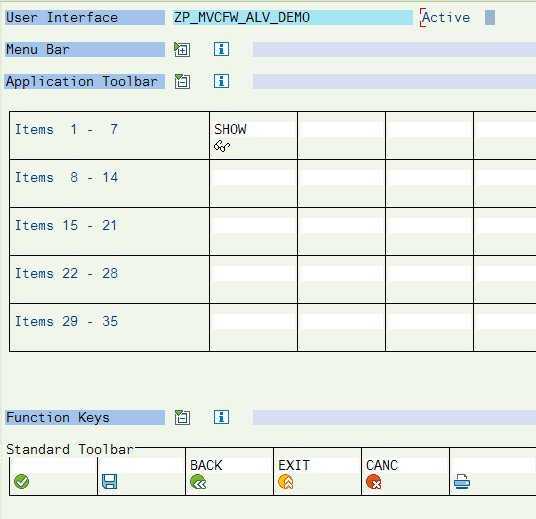 User Interface ZP_MVCFW_ALV_DEMO Active
Menu Bar
Application Toolbar
Items 1 - 7 SHOW
Items 8 - 14
Items 15 - 21
Items 22 - 28
Items 29 - 35
Function Keys
Standard Toolbar
BACK EXIT CANC